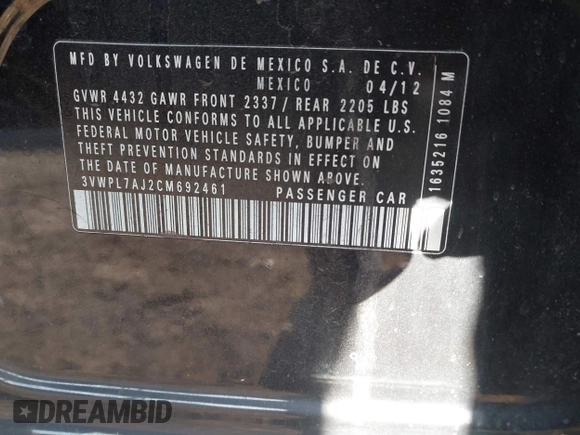 MFD BY VOLKSWAGEN DE MEXICO S.A. DE C.V.
MEXICO 04/12
GVWR 4432 GAWR FRONT 2337/ REAR 2205 LBS
THIS VEHICLE CONFORMS TO ALL APPLICABLE U.S.
FEDERAL MOTOR VEHICLE SAFETY, BUMPER AND
THEFT PREVENTION STANDARDS IN EFFECT ON
THE DATE OF MANUFACTURE SHOWN ABOVE.
3VWPL7AJ2CM692461 PASSENGER CAR
1635216 1084 M
DREAMBID